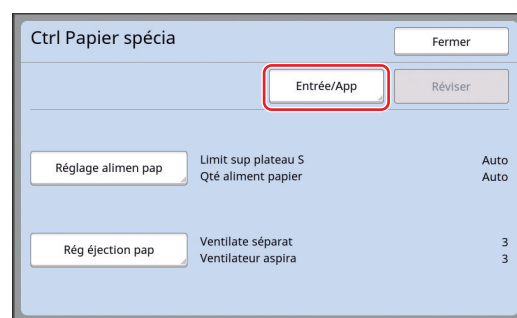 Ctrl Papier spécia
Fermer
Entrée/App
Réviser
Réglage alimen pap
Limit sup plateau S Auto
Qté aliment papier Auto
Rég éjection pap
Ventilate séparat 3
Ventilateur aspira 3